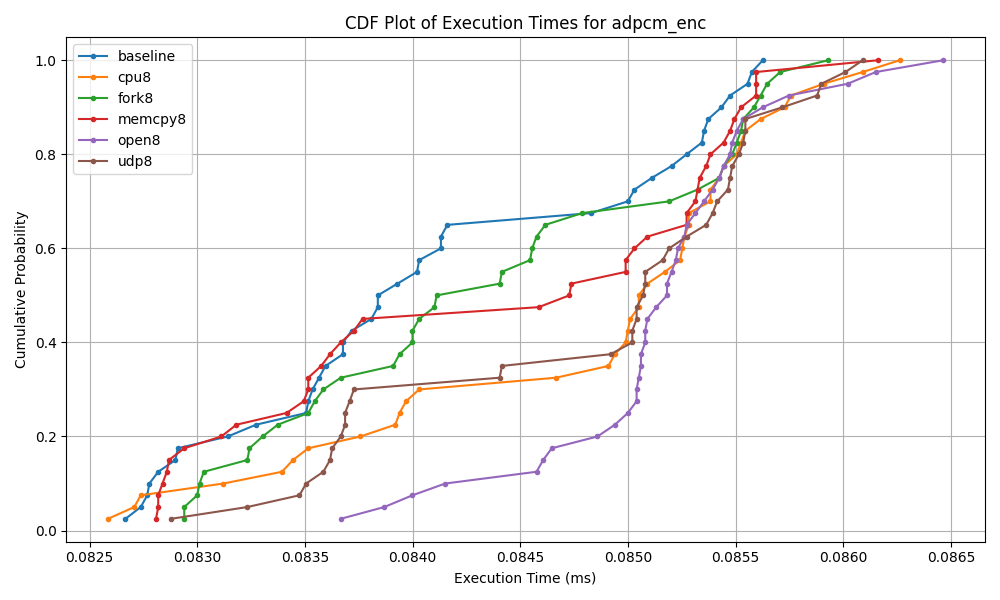 CDF Plot of Execution Times for adpcm_enc
baseline
cpu8
fork8
memcpy8
open8
udp8
1.0
0.8
0.6
0.4
0.2
0.0
Cumulative Probability
0.0825 0.0830 0.0835 0.0840 0.0845 0.0850 0.0855 0.0860 0.0865
Execution Time (ms)